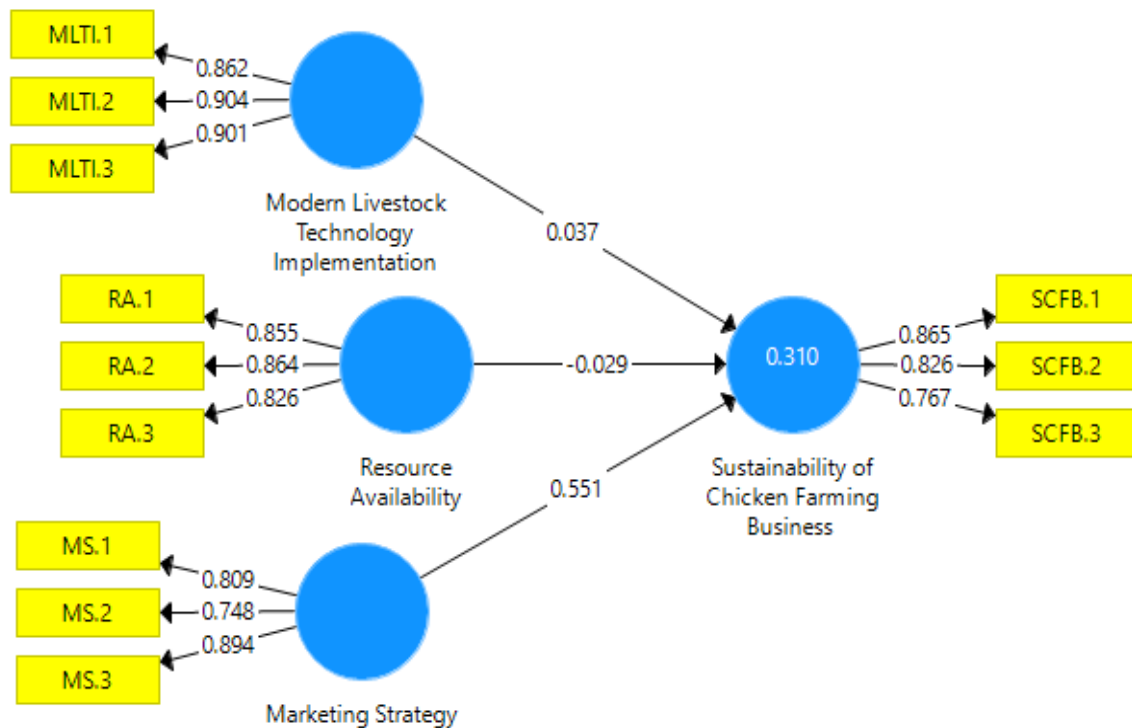 MLTI.1
0.862
MLTI.2
0.904
MLTI.3
0.901
Modern Livestock
Technology
Implementation
0.037
RA.1
0.855
RA.2
0.864
RA.3
0.826
Resource
Availability
-0.029
MS.1
0.809
MS.2
0.748
MS.3
0.894
Marketing Strategy
0.551
0.310
Sustainability of
Chicken Farming
Business
SCFB.1
0.865
SCFB.2
0.826
SCFB.3
0.767